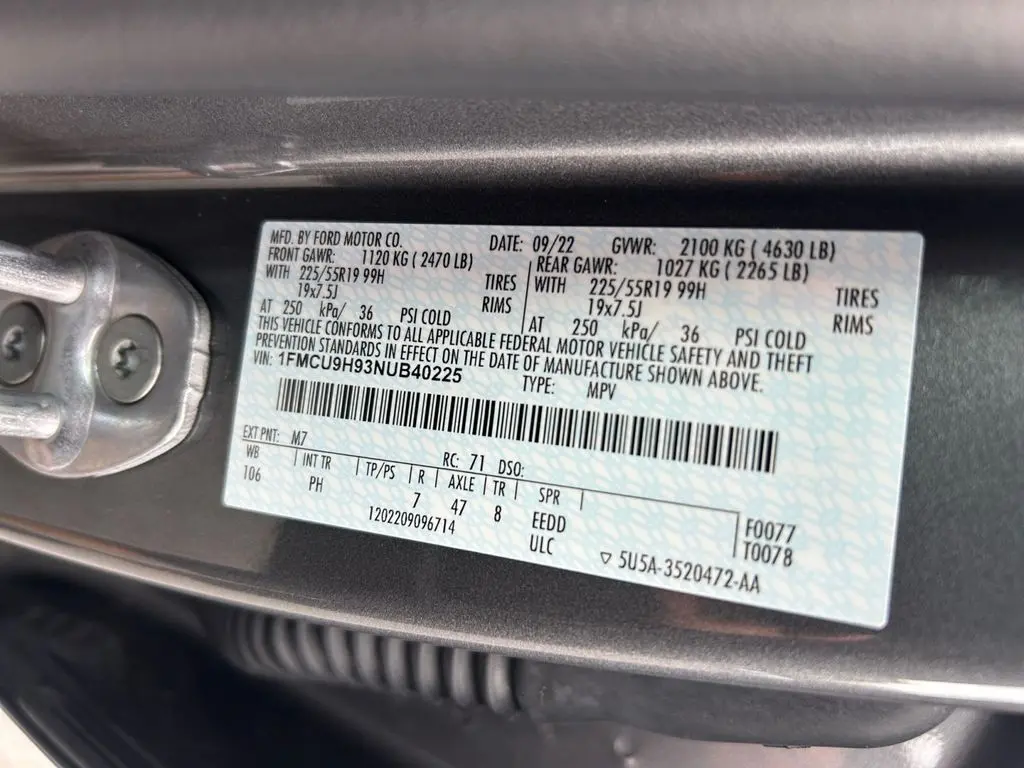 MFD. BY FORD MOTOR CO. DATE: 09/22 GVWR: 2100 KG ( 4630 LB)
FRONT GAWR: 1120 KG ( 2470 LB) REAR GAWR: 1027 KG ( 2265 LB)
WITH 225/55R19 99H TIRES WITH 225/55R19 99H TIRES
19x7.5J RIMS 19x7.5J RIMS
AT 250 kPa/ 36 PSI COLD AT 250 kPa/ 36 PSI COLD
THIS VEHICLE CONFORMS TO ALL APPLICABLE FEDERAL MOTOR VEHICLE SAFETY AND THEFT
PREVENTION STANDARDS IN EFFECT ON THE DATE OF MANUFACTURE SHOWN ABOVE.
VIN: 1FMCU9H93NUB40225 TYPE: MPV
EXT PNT: M7 RC: 71 DSO:
WB | INT TR | TP/PS | R | AXLE | TR | SPR
106 PH 7 47 8 EEDD F0077
1202209096714 ULC T0078
▽ 5U5A-3520472-AA